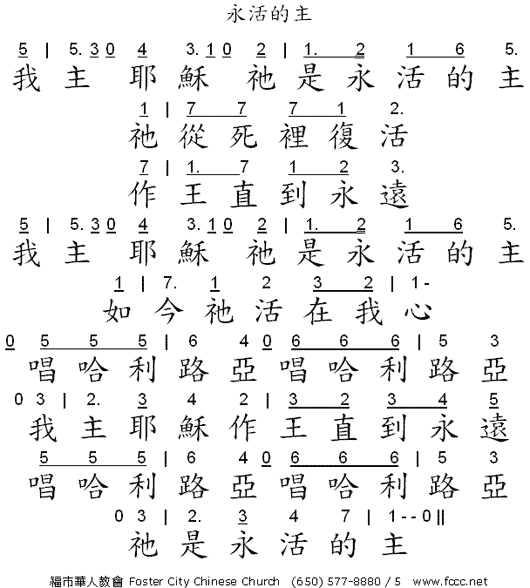 永活的主
5 | 5. 3 0 4 3. 1 0 2 | 1. 2 1 6 5.
我主耶穌祂是永活的主
1 | 7 7 7 1 2.
祂從死裡復活
7 | 1. 7 1 2 3.
作王直到永遠
5 | 5. 3 0 4 3. 1 0 2 | 1. 2 1 6 5.
我主耶穌祂是永活的主
1 | 7. 1 2 3 2 | 1 -
如今祂活在我心
0 5 5 5 | 6 4 0 6 6 6 | 5 3
唱哈利路亞唱哈利路亞
0 3 | 2. 3 4 2 | 3 2 3 4 5
我主耶穌作王直到永遠
5 5 5 | 6 4 0 6 6 6 | 5 3
唱哈利路亞唱哈利路亞
0 3 | 2. 3 4 7 | 1 - - 0 ||
祂是永活的主
福市華人教會 Foster City Chinese Church (650) 577-8880 / 5 www.fccc.net